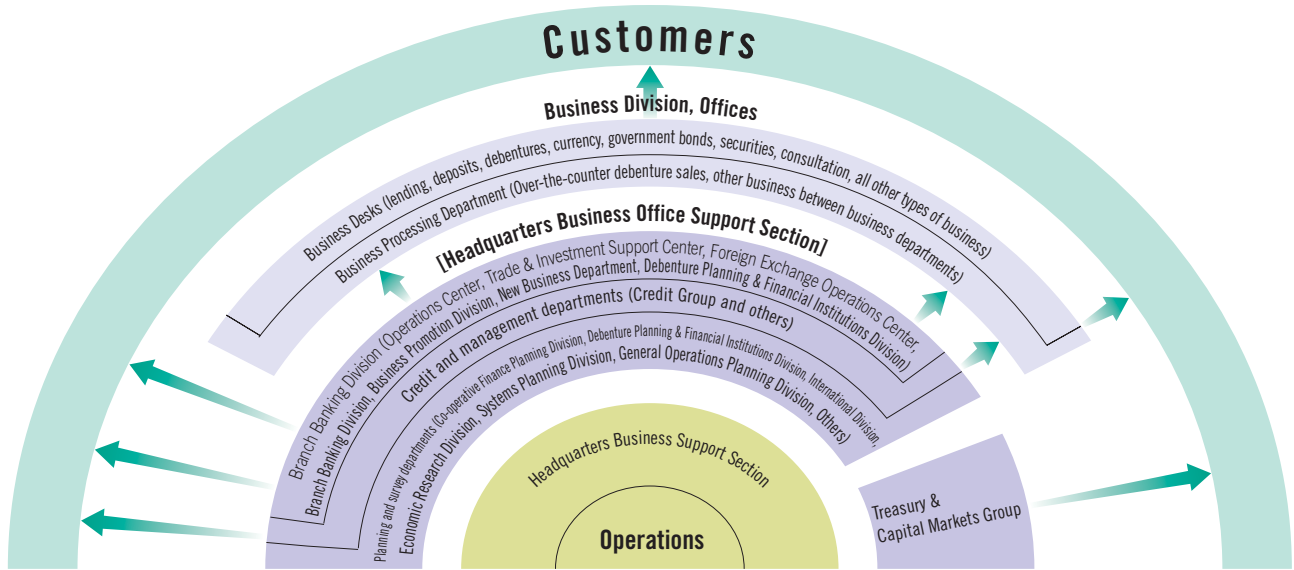 Customers
Business Division, Offices
Business Desks (lending, deposits, debentures, currency, government bonds, securities, consultation, all other types of business)
Business Processing Department (Over-the-counter debenture sales, other business between business departments)
[Headquarters Business Office Support Section]
Branch Banking Division (Operations Center, Trade & Investment Support Center, Foreign Exchange Operations Center,
Branch Banking Division, Business Promotion Division, New Business Department, Debenture Planning & Financial Institutions Division)
Credit and management departments (Credit Group and others)
Planning and survey departments (Co-operative Finance Planning Division, Debenture Planning & Financial Institutions Division, International Division,
Economic Research Division, Systems Planning Division, General Operations Planning Division, Others)
Headquarters Business Support Section
Operations
Treasury &
Capital Markets Group